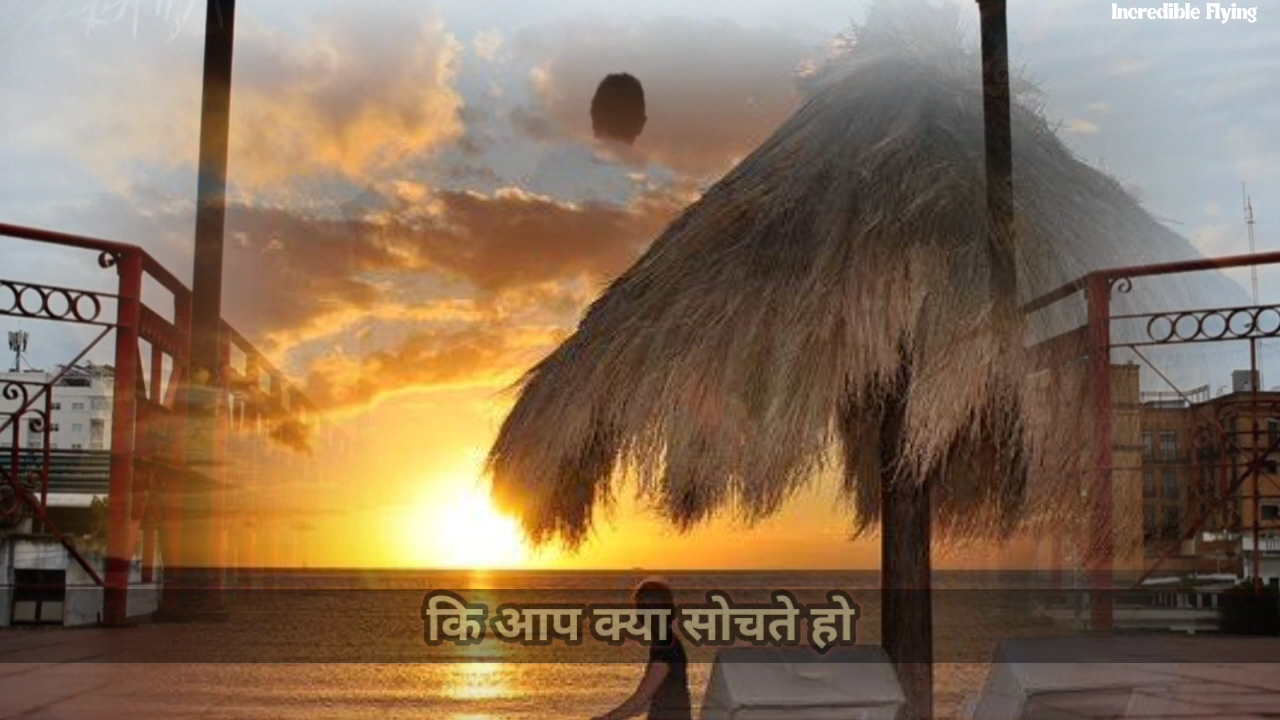 Incredible Flying
कि आप क्या सोचते हो